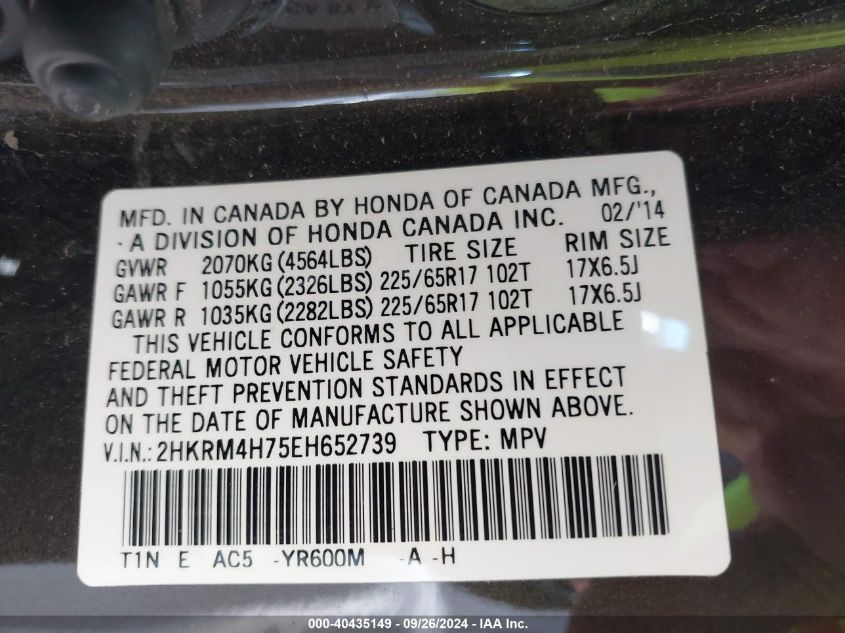 MFD. IN CANADA BY HONDA OF CANADA MFG.,
- A DIVISION OF HONDA CANADA INC. 02/'14
GVWR 2070KG (4564LBS) TIRE SIZE RIM SIZE
GAWR F 1055KG (2326LBS) 225/65R17 102T 17X6.5J
GAWR R 1035KG (2282LBS) 225/65R17 102T 17X6.5J
THIS VEHICLE CONFORMS TO ALL APPLICABLE
FEDERAL MOTOR VEHICLE SAFETY
AND THEFT PREVENTION STANDARDS IN EFFECT
ON THE DATE OF MANUFACTURE SHOWN ABOVE.
V.I.N.: 2HKRM4H75EH652739 TYPE: MPV
T1N E AC5 -YR600M -A -H
000-40435149 - 09/26/2024 - IAA Inc.